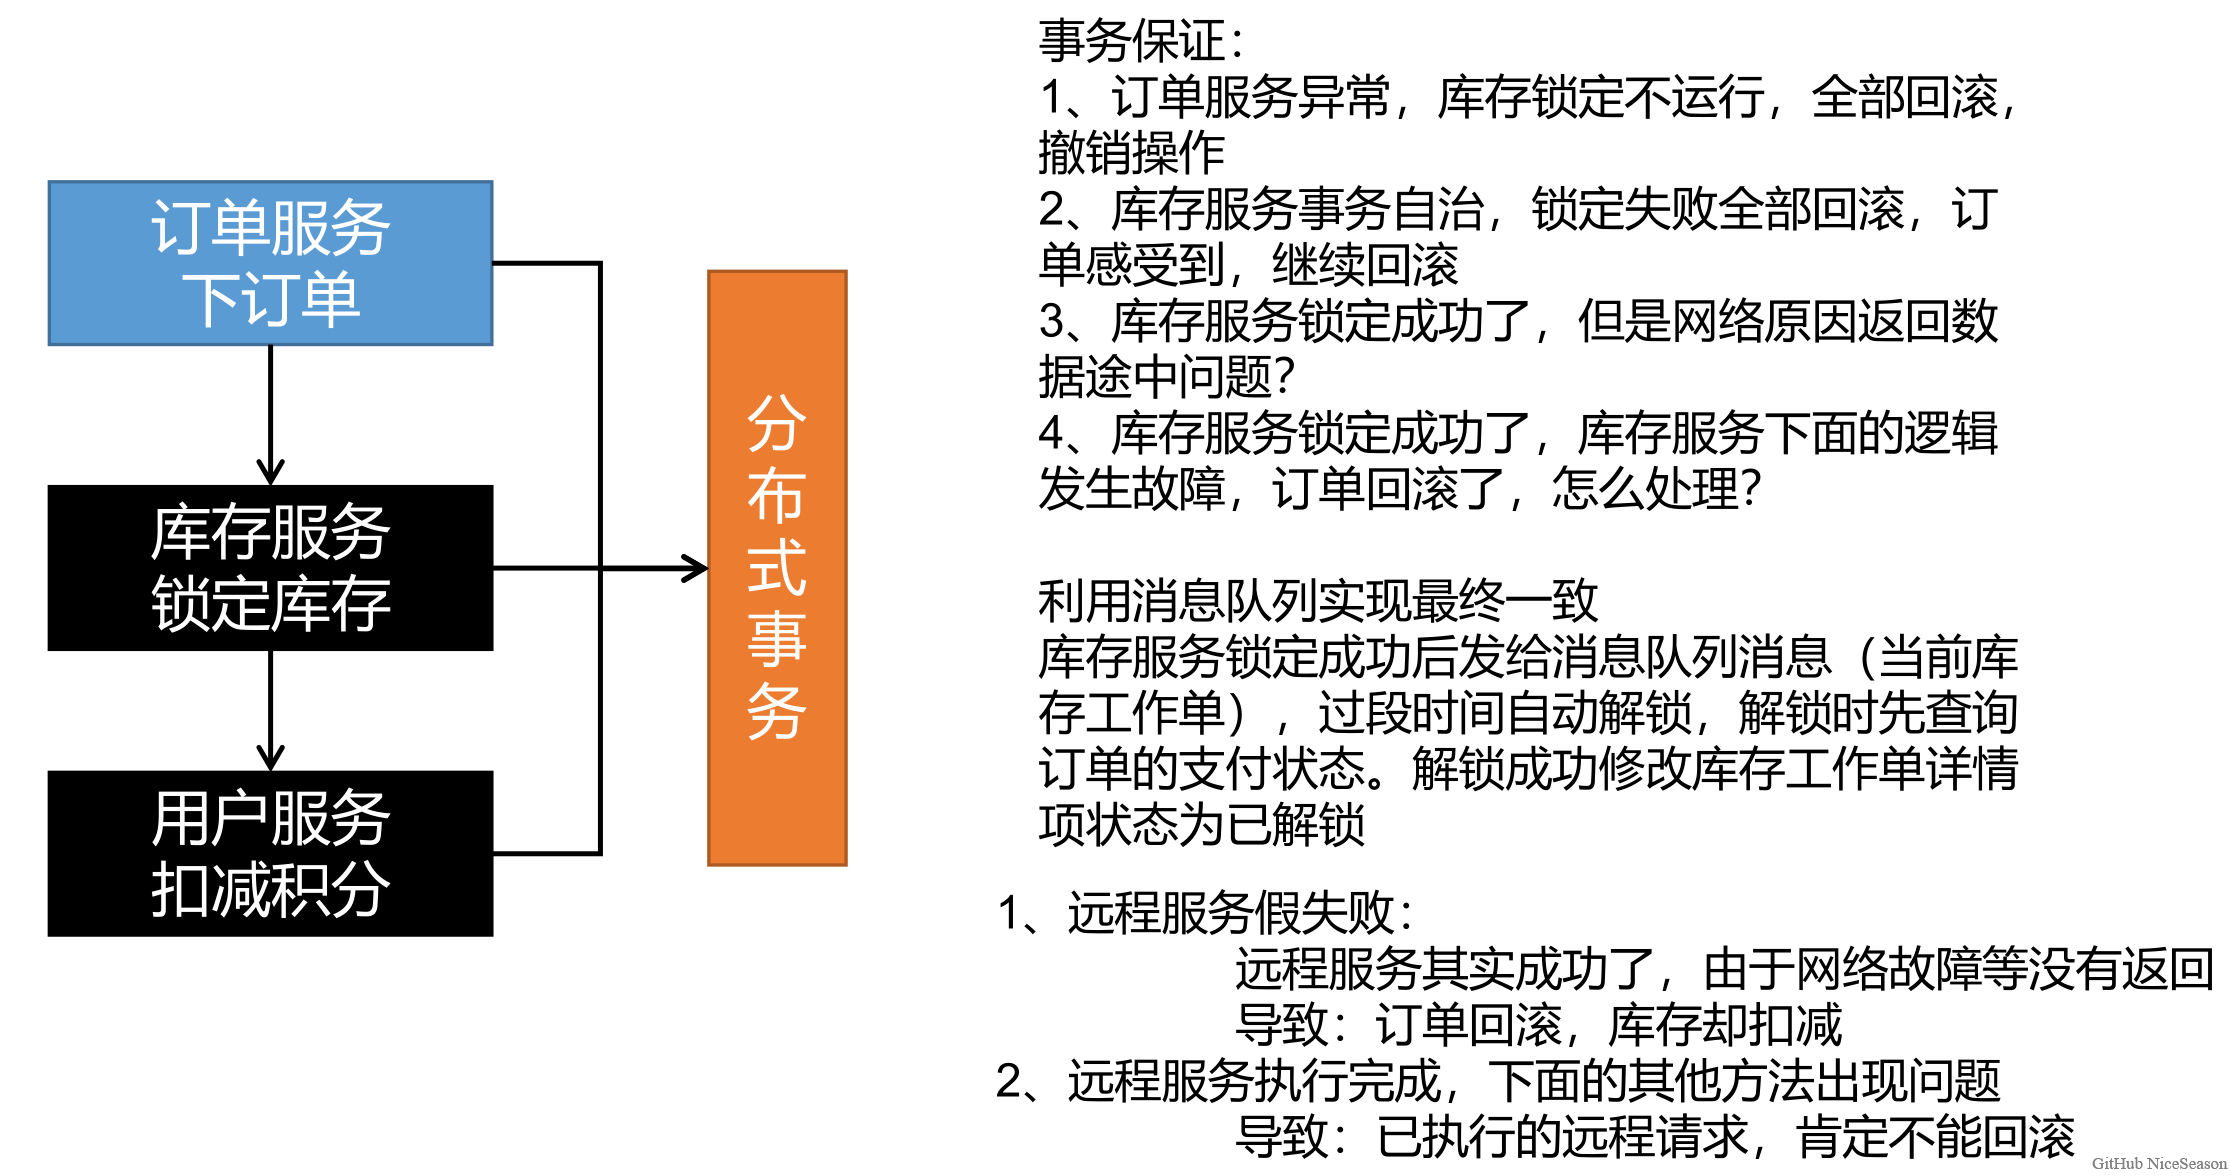 订单服务
下订单
库存服务
锁定库存
用户服务
扣减积分
分
布
式
事
务
事务保证：
1、订单服务异常，库存锁定不运行，全部回滚，
撤销操作
2、库存服务事务自治，锁定失败全部回滚，订
单感受到，继续回滚
3、库存服务锁定成功了，但是网络原因返回数
据途中问题？
4、库存服务锁定成功了，库存服务下面的逻辑
发生故障，订单回滚了，怎么处理？
利用消息队列实现最终一致
库存服务锁定成功后发给消息队列消息（当前库
存工作单），过段时间自动解锁，解锁时先查询
订单的支付状态。解锁成功修改库存工作单详情
项状态为已解锁
1、远程服务假失败：
远程服务其实成功了，由于网络故障等没有返回
导致：订单回滚，库存却扣减
2、远程服务执行完成，下面的其他方法出现问题
导致：已执行的远程请求，肯定不能回滚
GitHub NiceSeason